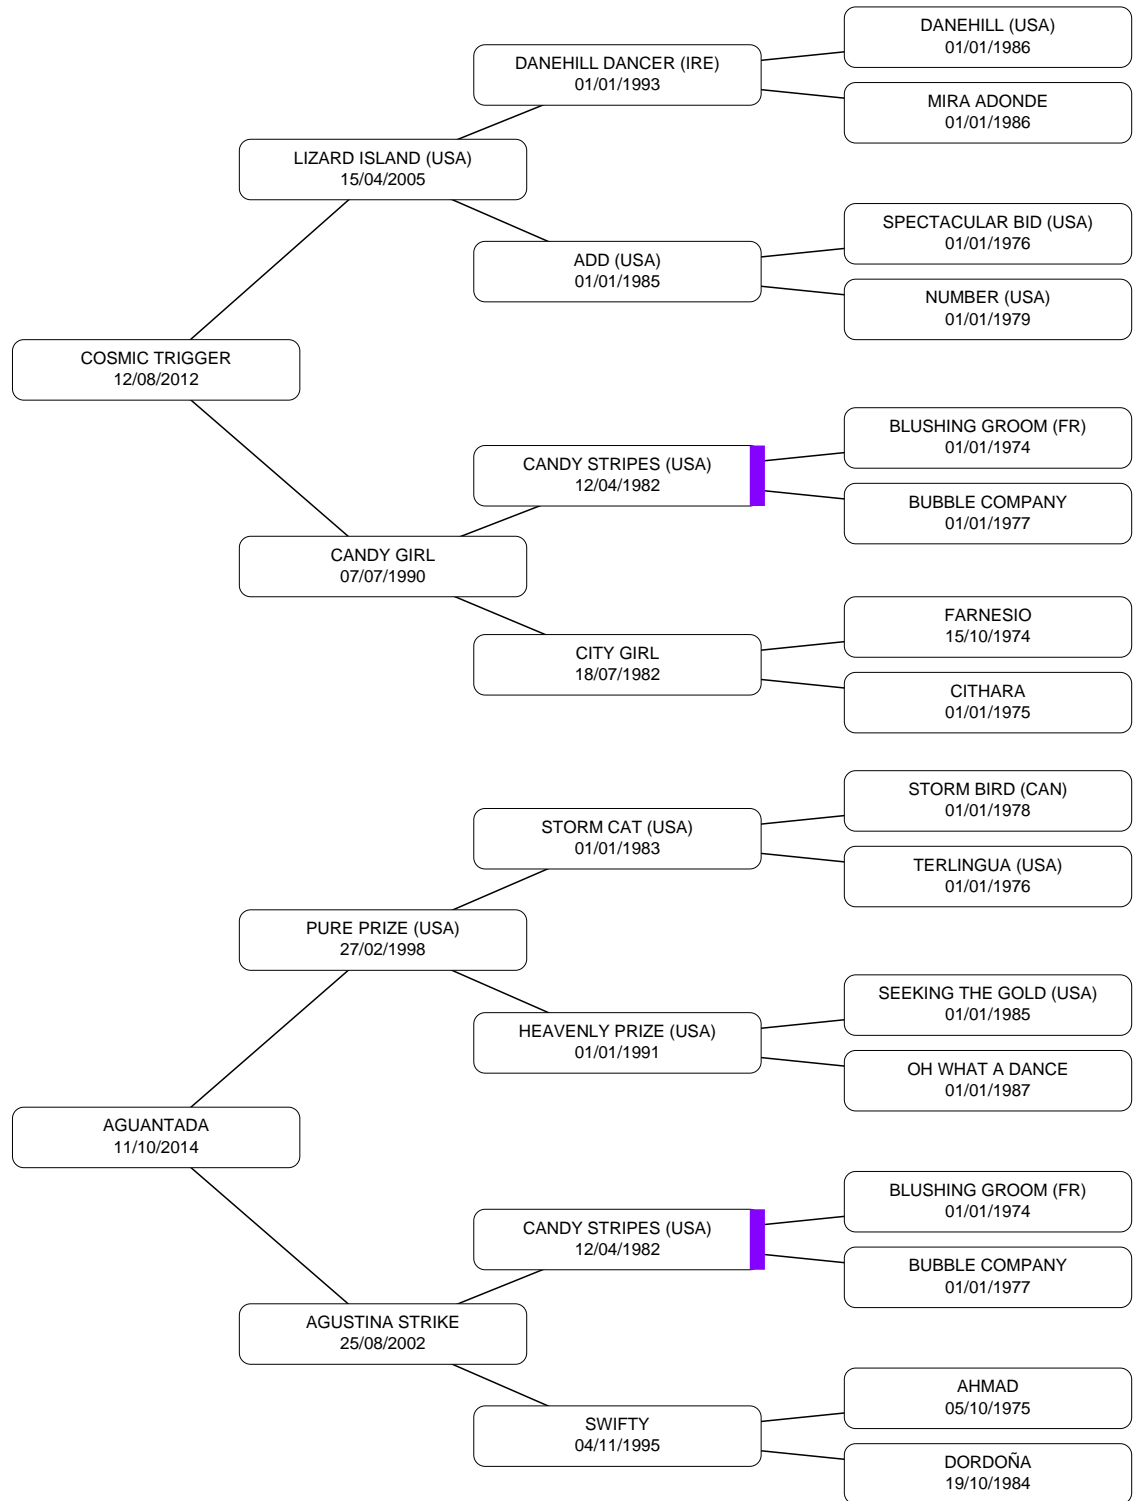 DANEHILL (USA)
01/01/1986
DANEHILL DANCER (IRE)
01/01/1993
MIRA ADONDE
01/01/1986
LIZARD ISLAND (USA)
15/04/2005
SPECTACULAR BID (USA)
01/01/1976
ADD (USA)
01/01/1985
NUMBER (USA)
01/01/1979
COSMIC TRIGGER
12/08/2012
BLUSHING GROOM (FR)
01/01/1974
CANDY STRIPES (USA)
12/04/1982
BUBBLE COMPANY
01/01/1977
CANDY GIRL
07/07/1990
FARNESIO
15/10/1974
CITY GIRL
18/07/1982
CITHARA
01/01/1975
STORM BIRD (CAN)
01/01/1978
STORM CAT (USA)
01/01/1983
TERLINGUA (USA)
01/01/1976
PURE PRIZE (USA)
27/02/1998
SEEKING THE GOLD (USA)
01/01/1985
HEAVENLY PRIZE (USA)
01/01/1991
OH WHAT A DANCE
01/01/1987
AGUANTADA
11/10/2014
BLUSHING GROOM (FR)
01/01/1974
CANDY STRIPES (USA)
12/04/1982
BUBBLE COMPANY
01/01/1977
AGUSTINA STRIKE
25/08/2002
AHMAD
05/10/1975
SWIFTY
04/11/1995
DORDOÑA
19/10/1984